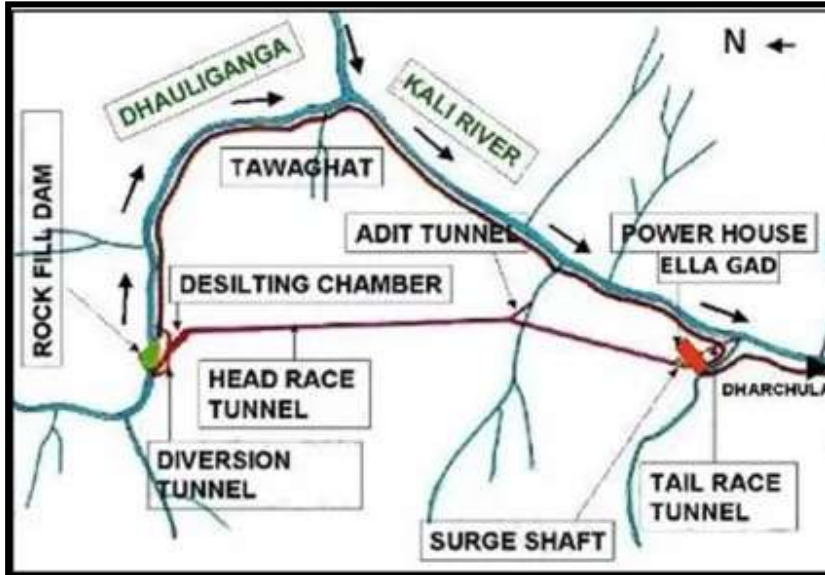 N
DHAULIGANGA
KALI RIVER
TAWAGHAT
ROCK FILL DAM
ADIT TUNNEL
POWER HOUSE
ELLA GAD
DESILTING CHAMBER
HEAD RACE
TUNNEL
DHARCHULA
DIVERSION
TUNNEL
TAIL RACE
TUNNEL
SURGE SHAFT